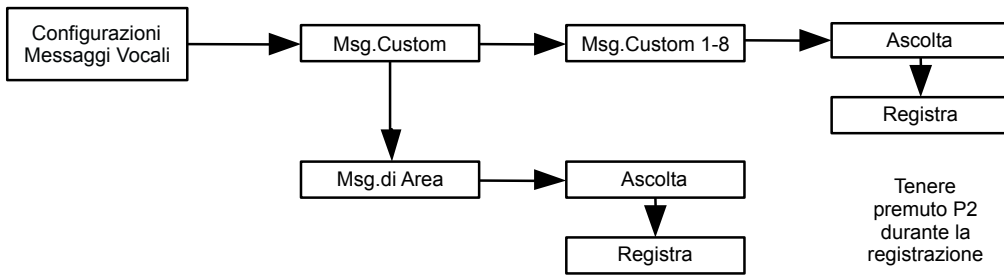 Configurazioni
Messaggi Vocali
Msg.Custom
Msg.Custom 1-8
Ascolta
Registra
Msg.di Area
Ascolta
Registra
Tenere
premuto P2
durante la
registrazione